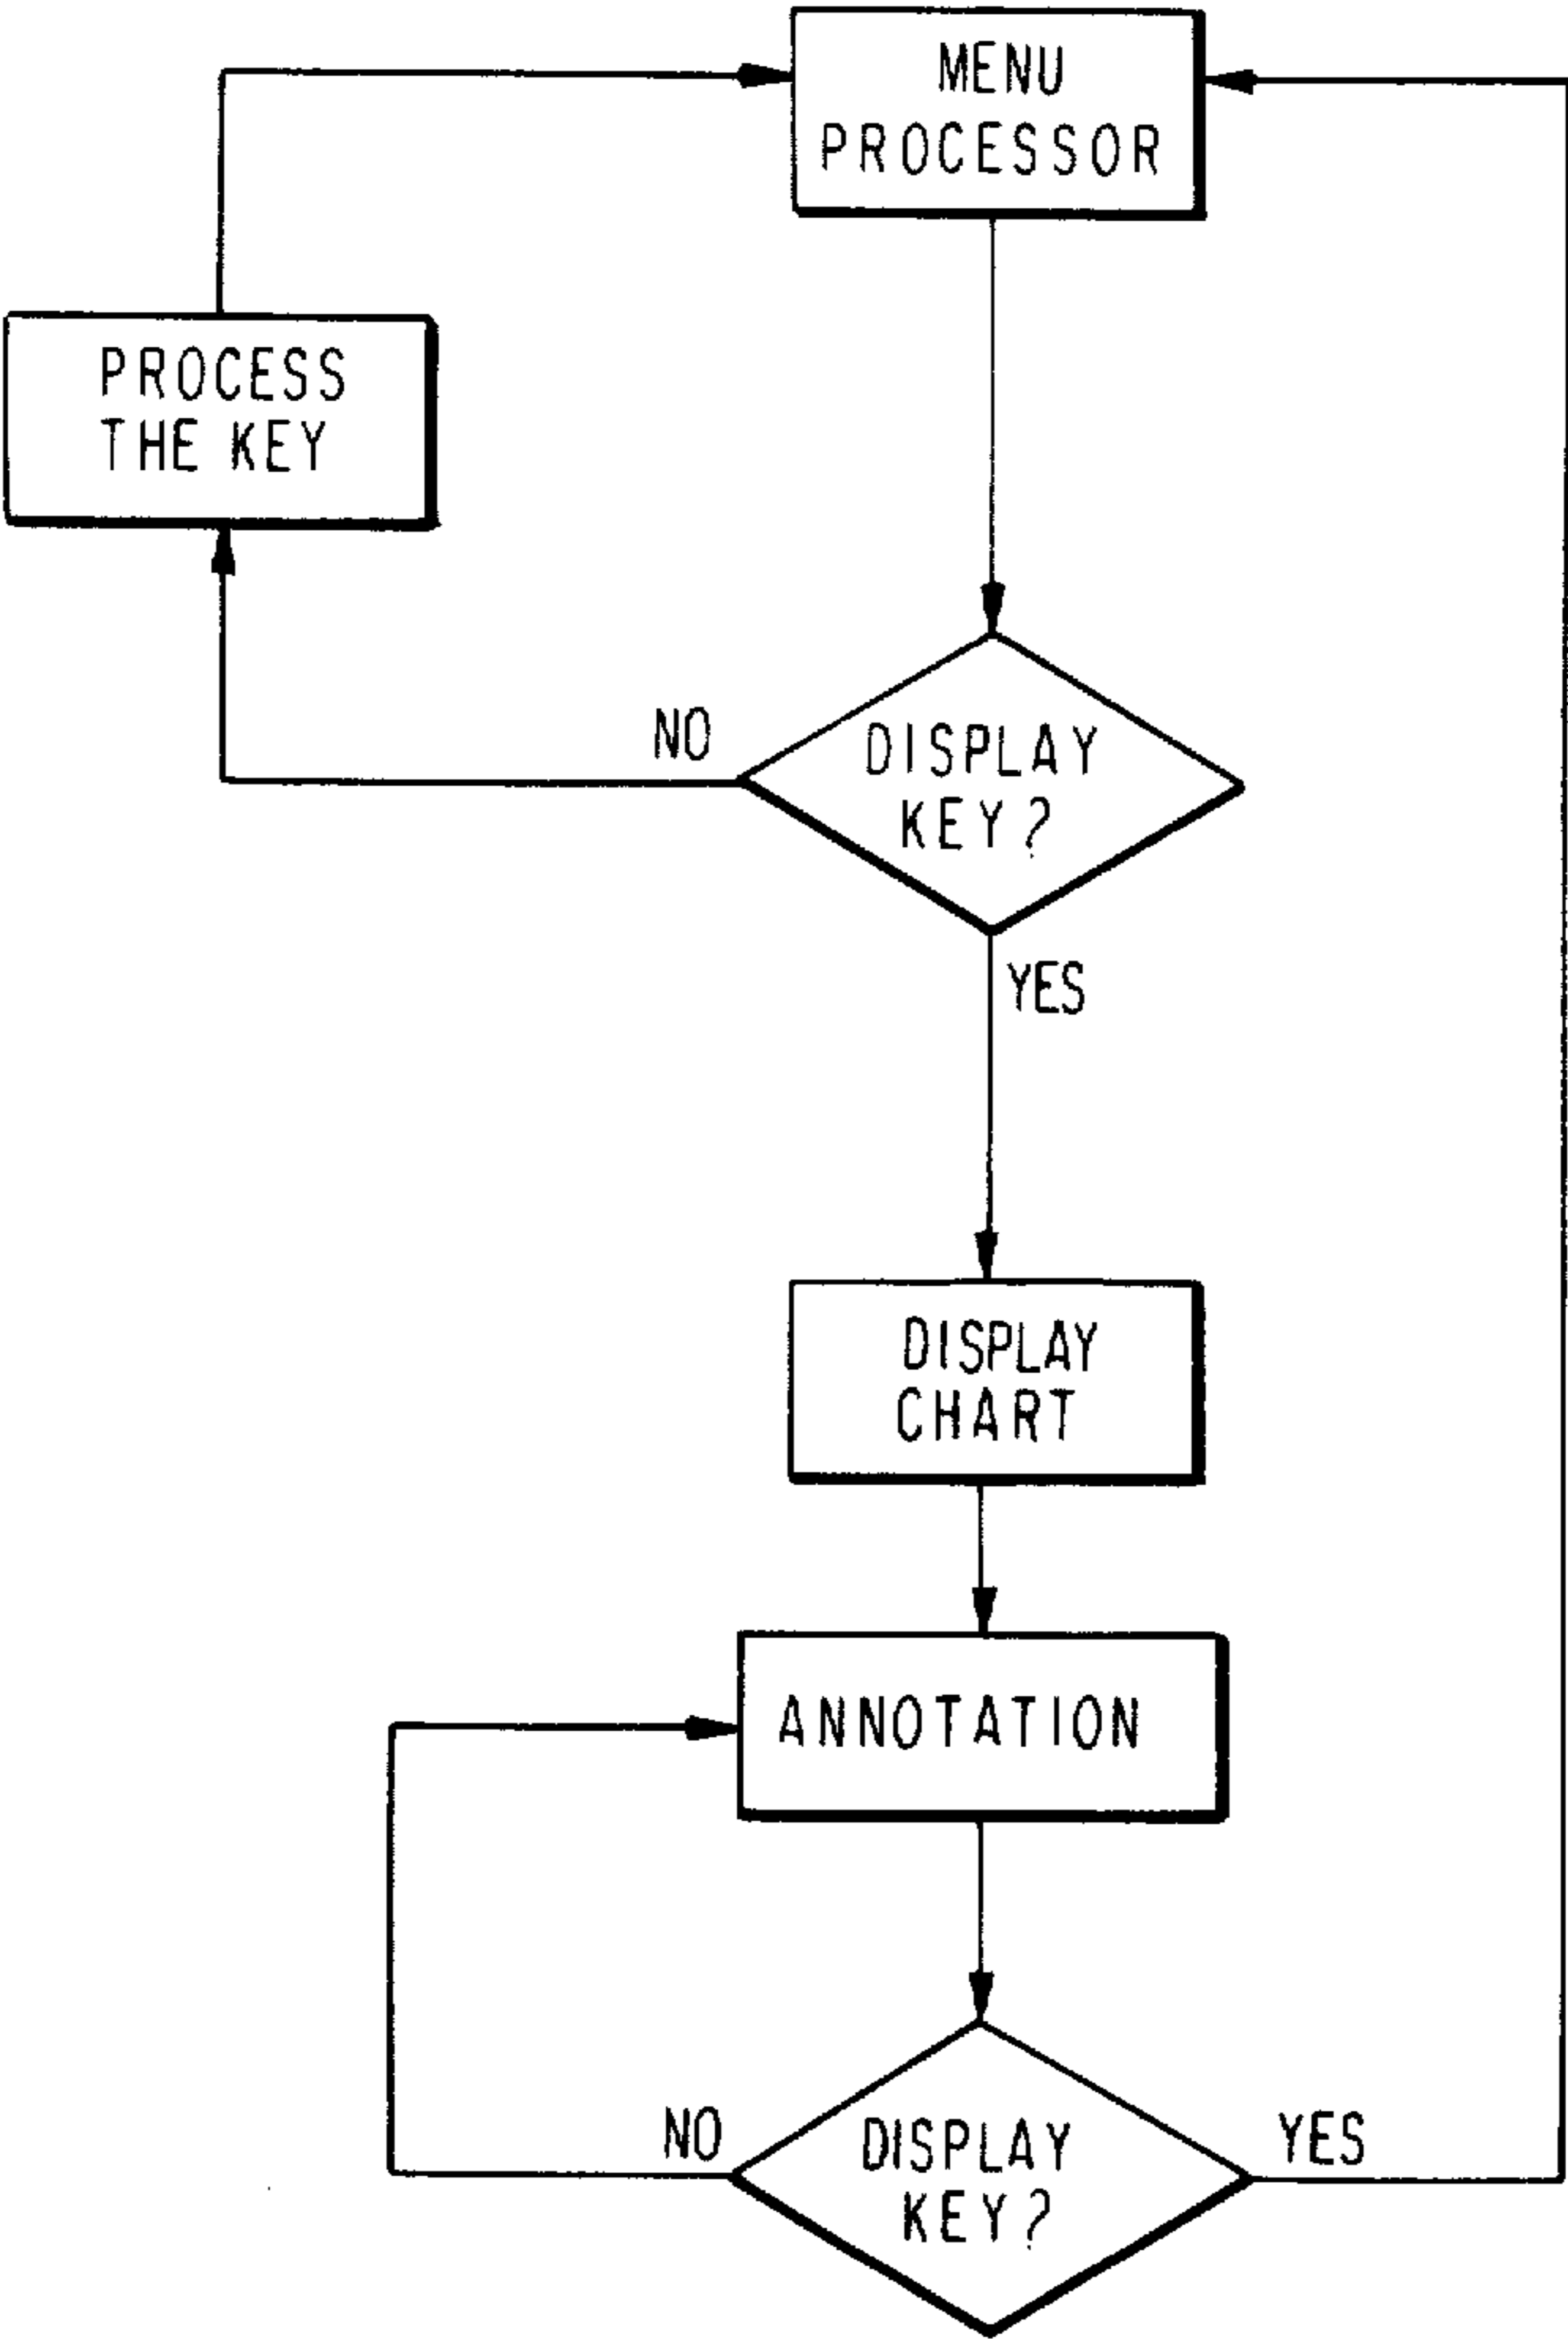 MENU
PROCESSOR
PROCESS
THE KEY
NO
DISPLAY
KEY?
YES
DISPLAY
CHART
ANNOTATION
NO
DISPLAY
KEY?
YES